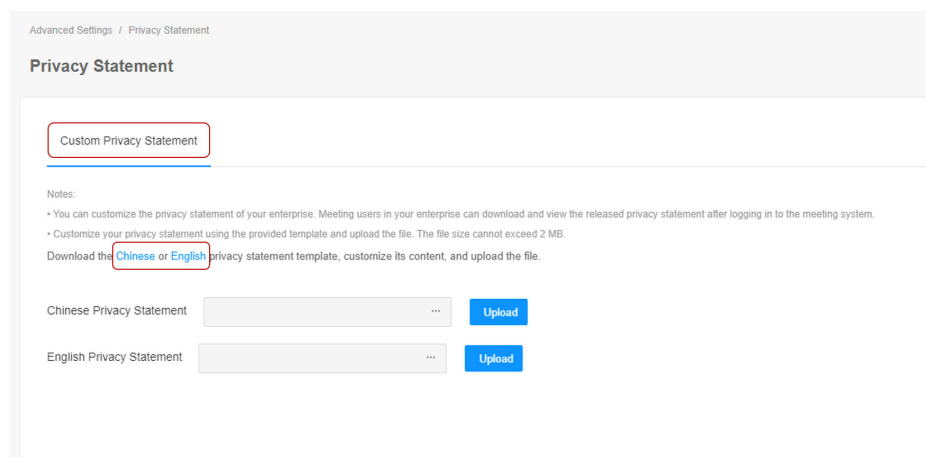 Advanced Settings / Privacy Statement
Privacy Statement
Custom Privacy Statement
Notes:
• You can customize the privacy statement of your enterprise. Meeting users in your enterprise can download and view the released privacy statement after logging in to the meeting system.
• Customize your privacy statement using the provided template and upload the file. The file size cannot exceed 2 MB.
Download the Chinese or English privacy statement template, customize its content, and upload the file.
Chinese Privacy Statement ... Upload
English Privacy Statement ... Upload